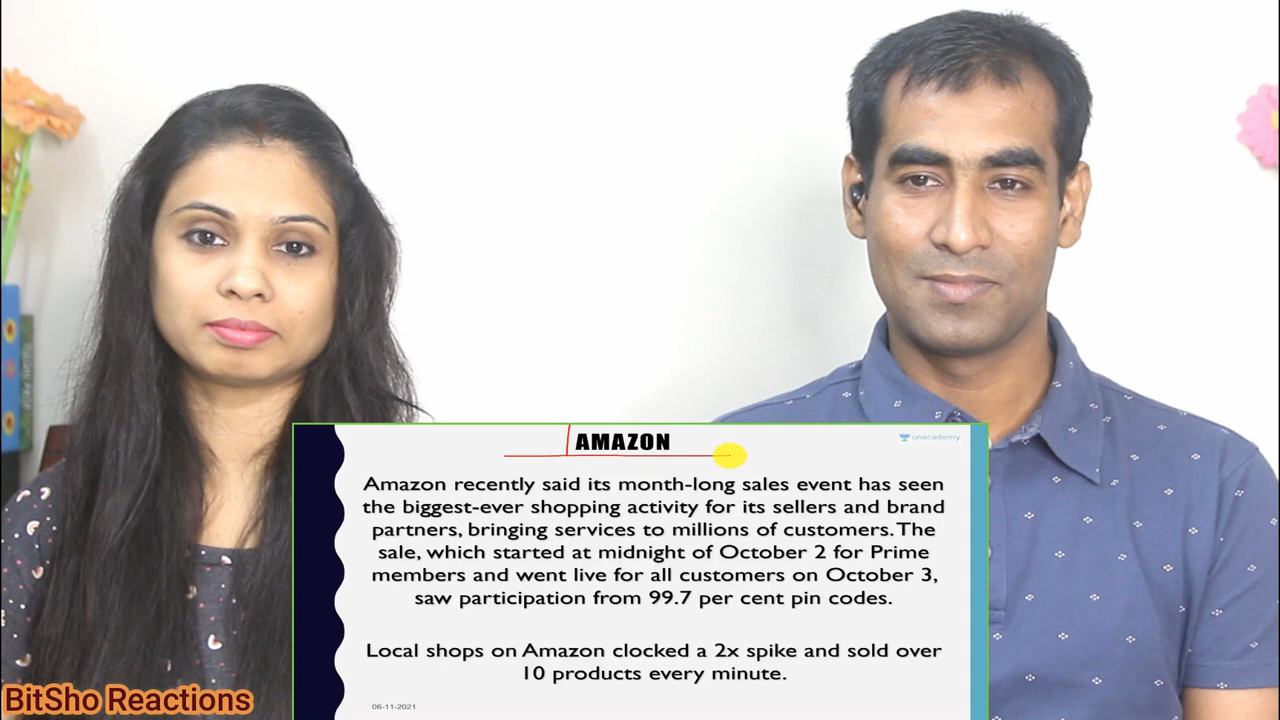 AMAZON
unacademy
Amazon recently said its month-long sales event has seen
the biggest-ever shopping activity for its sellers and brand
partners, bringing services to millions of customers. The
sale, which started at midnight of October 2 for Prime
members and went live for all customers on October 3,
saw participation from 99.7 per cent pin codes.
Local shops on Amazon clocked a 2x spike and sold over
10 products every minute.
06-11-2021
BitSho Reactions